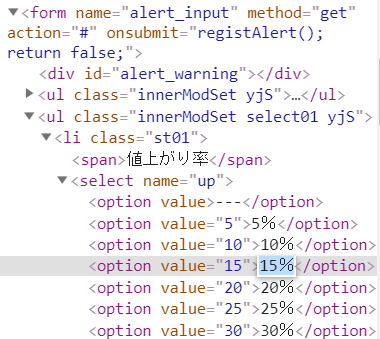 ▼<form name="alert_input" method="get"
action="#" onsubmit="registAlert();
return false;">
<div id="alert_warning"></div>
▶<ul class="innerModSet yjS">…</ul>
▼<ul class="innerModSet select01 yjS">
▼<li class="st01">
<span>値上がり率</span>
▼<select name="up">
<option value>---</option>
<option value="5">5%</option>
<option value="10">10%</option>
<option value="15">15%</option>
<option value="20">20%</option>
<option value="25">25%</option>
<option value="30">30%</option>